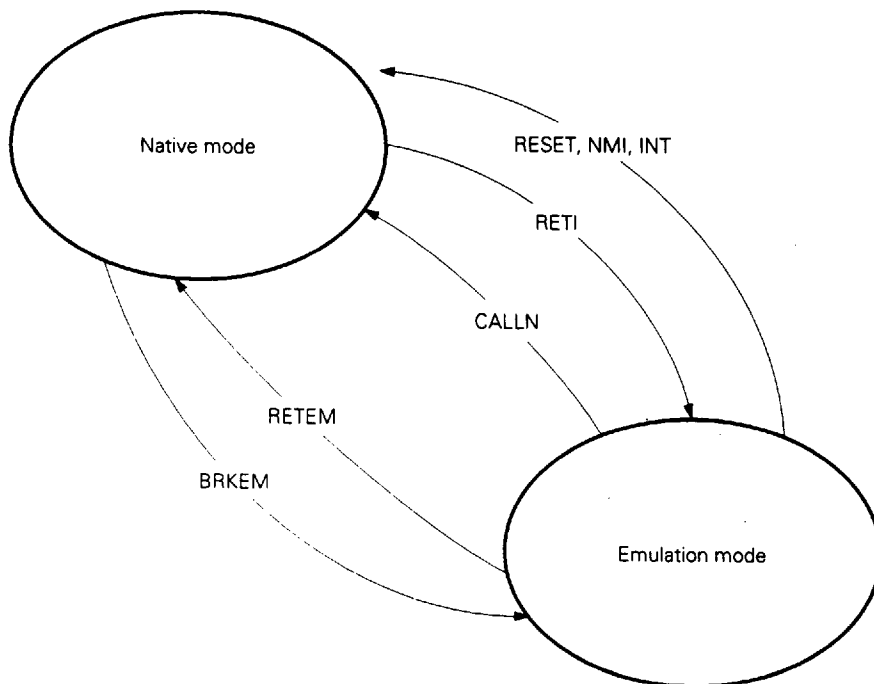 Native mode
RESET, NMI, INT
RETI
CALLN
RETEM
BRKEM
Emulation mode